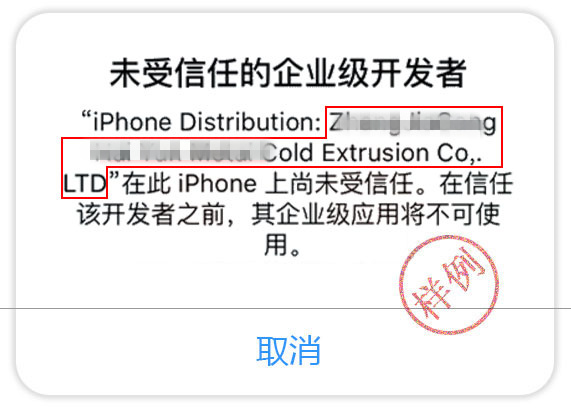 未受信任的企业级开发者
“iPhone Distribution:
Cold Extrusion Co,.
LTD”在此 iPhone 上尚未受信任。在信任
该开发者之前，其企业级应用将不可使
用。
样例
取消